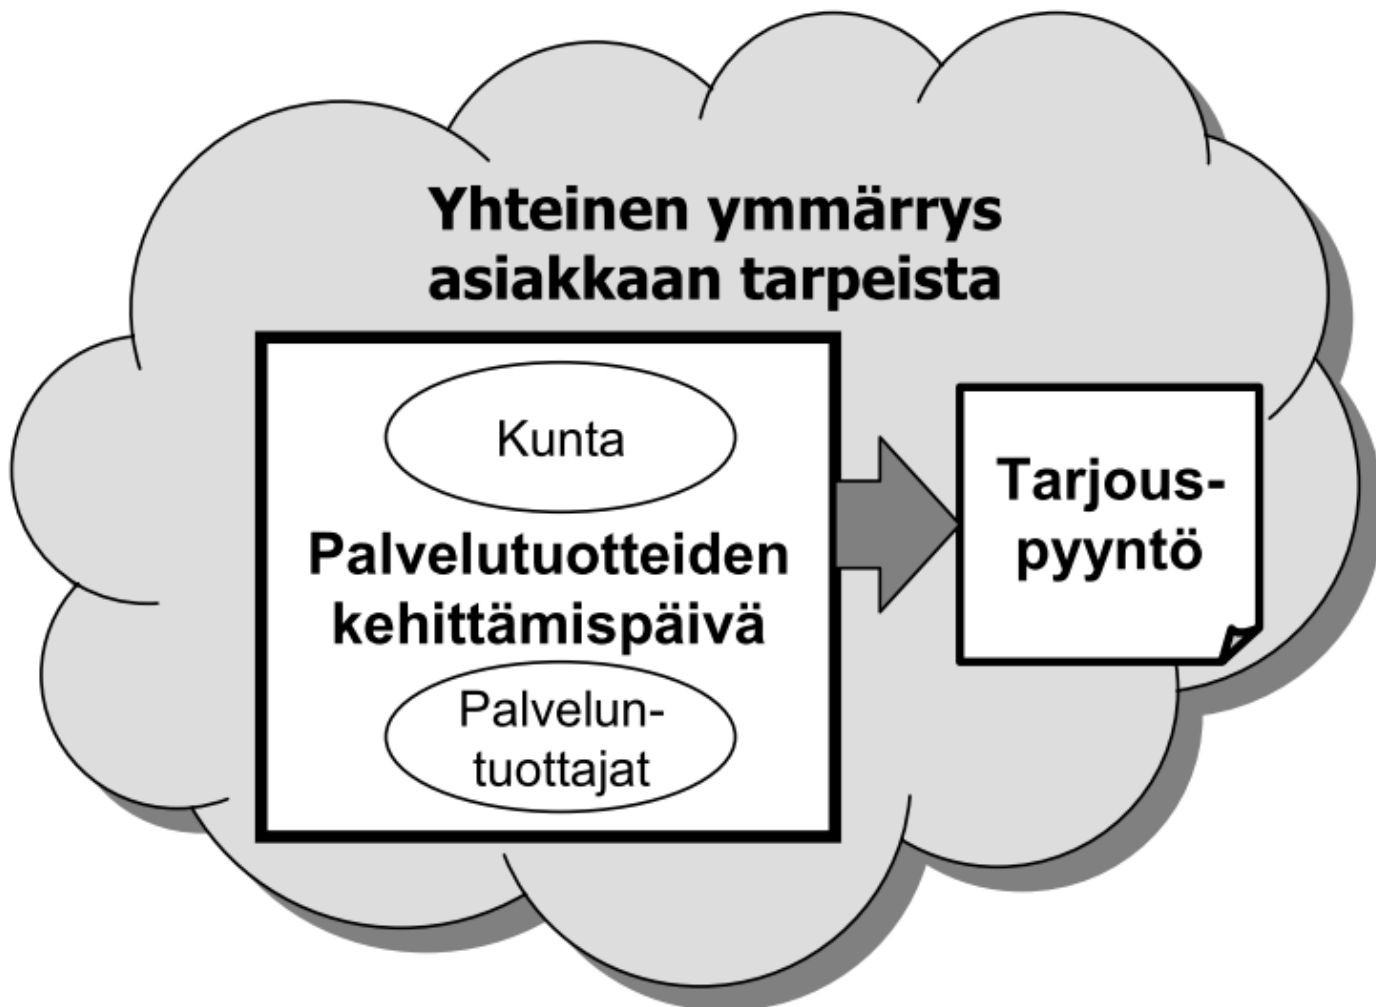 Yhteinen ymmärrys
asiakkaan tarpeista
Kunta
Palvelutuotteiden
kehittämispäivä
Palvelun-
tuottajat
Tarjous-
pyyntö